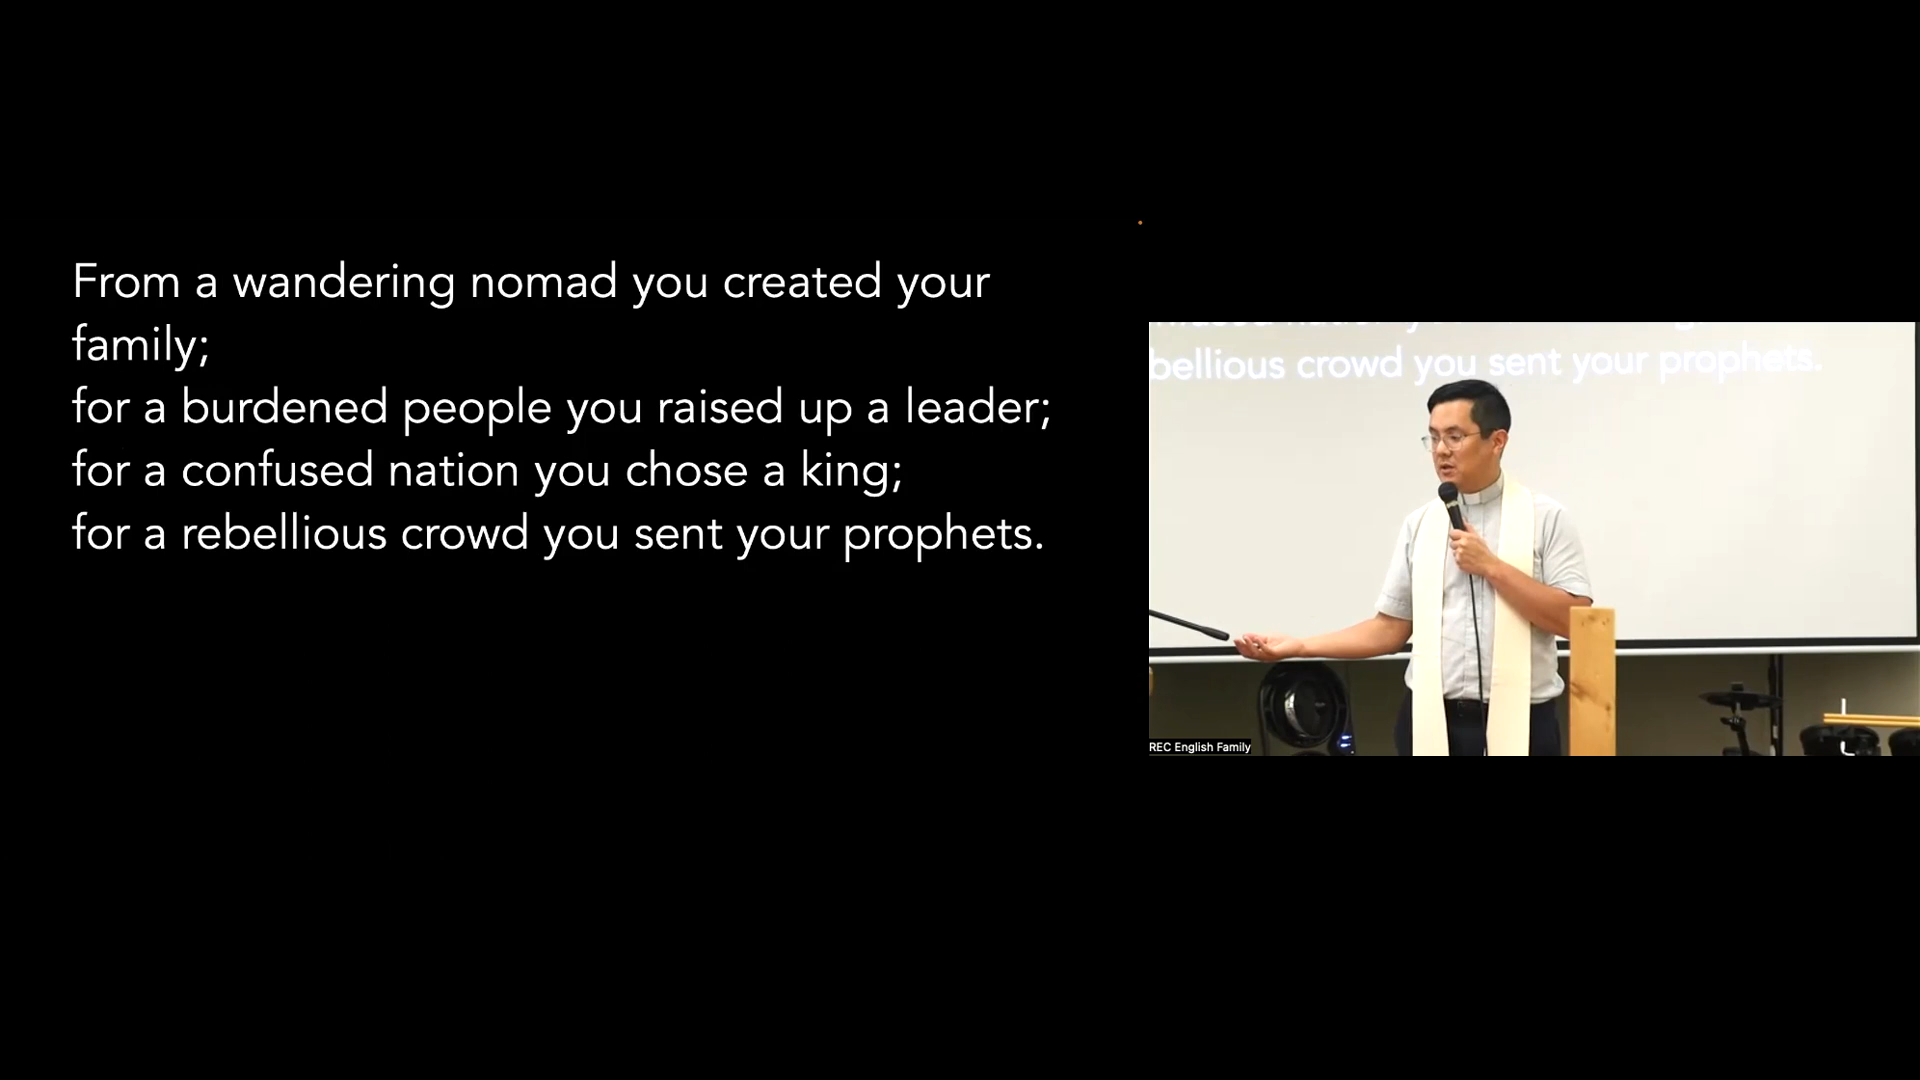 From a wandering nomad you created your
family;
for a burdened people you raised up a leader;
for a confused nation you chose a king;
for a rebellious crowd you sent your prophets.
bellious crowd you sent your prophets.
REC English Family